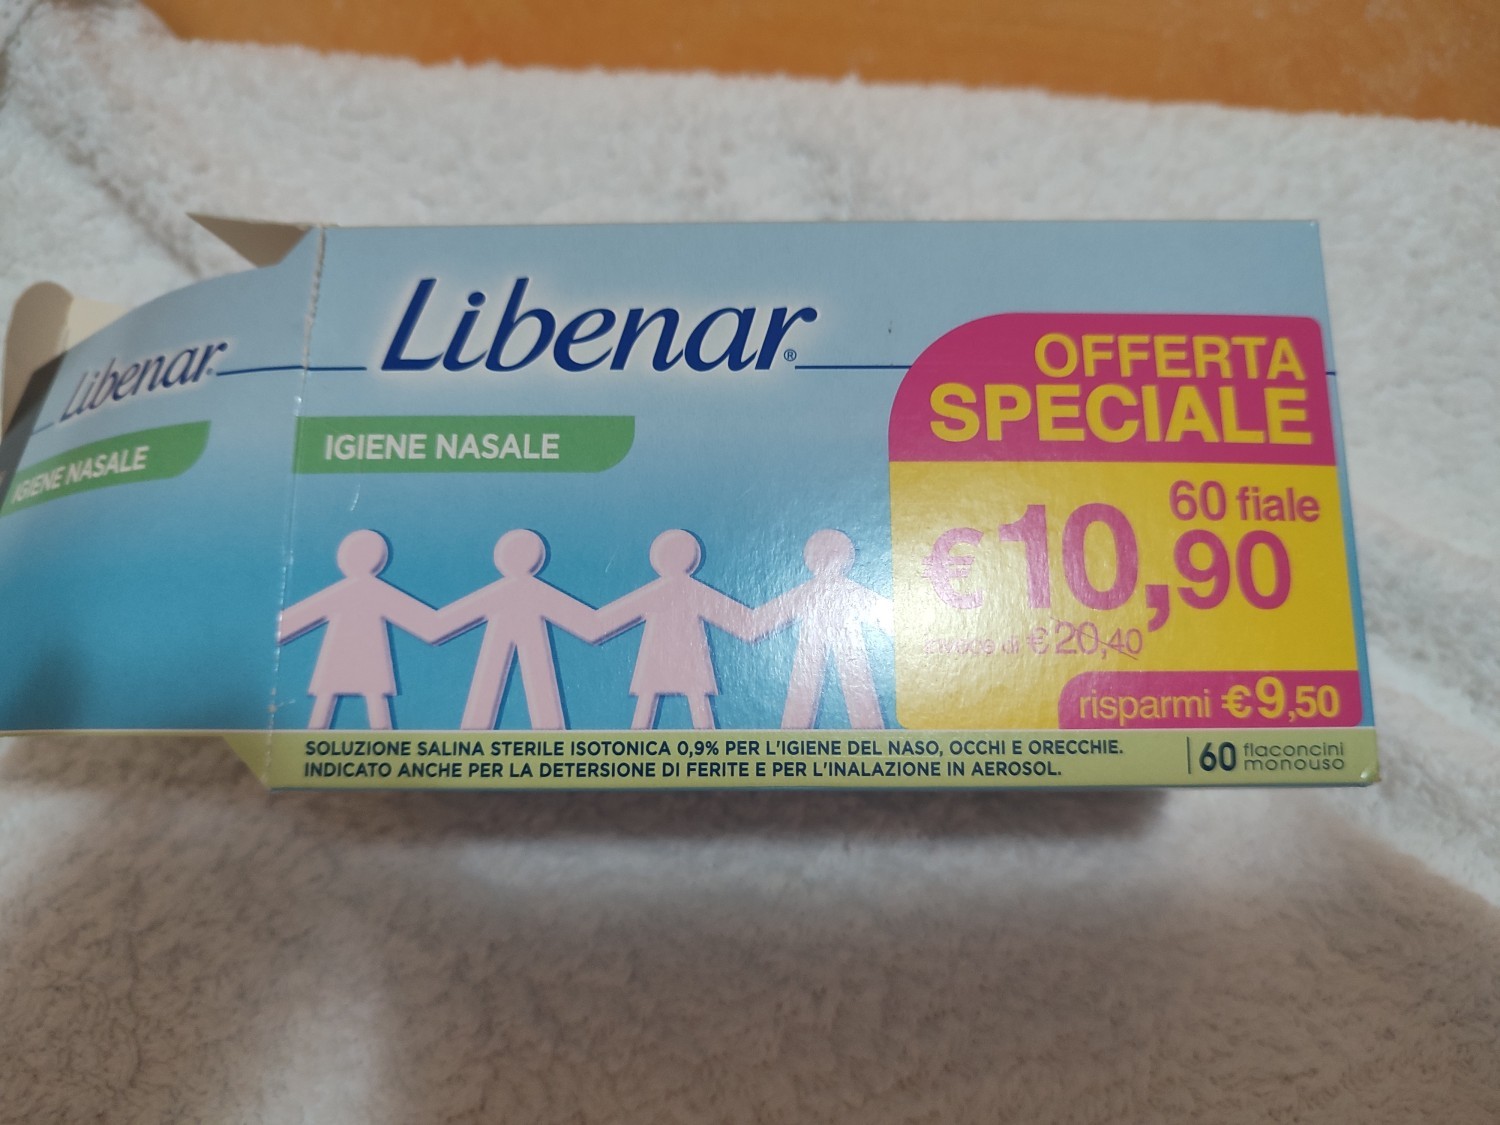 Libenar
IGIENE NASALE
Libenar®
IGIENE NASALE
OFFERTA
SPECIALE
60 fiale
€10,90
invece di € 20,40
risparmi €9,50
SOLUZIONE SALINA STERILE ISOTONICA 0,9% PER L'IGIENE DEL NASO, OCCHI E ORECCHIE.
INDICATO ANCHE PER LA DETERSIONE DI FERITE E PER L'INALAZIONE IN AEROSOL.
60 flaconcini
monouso